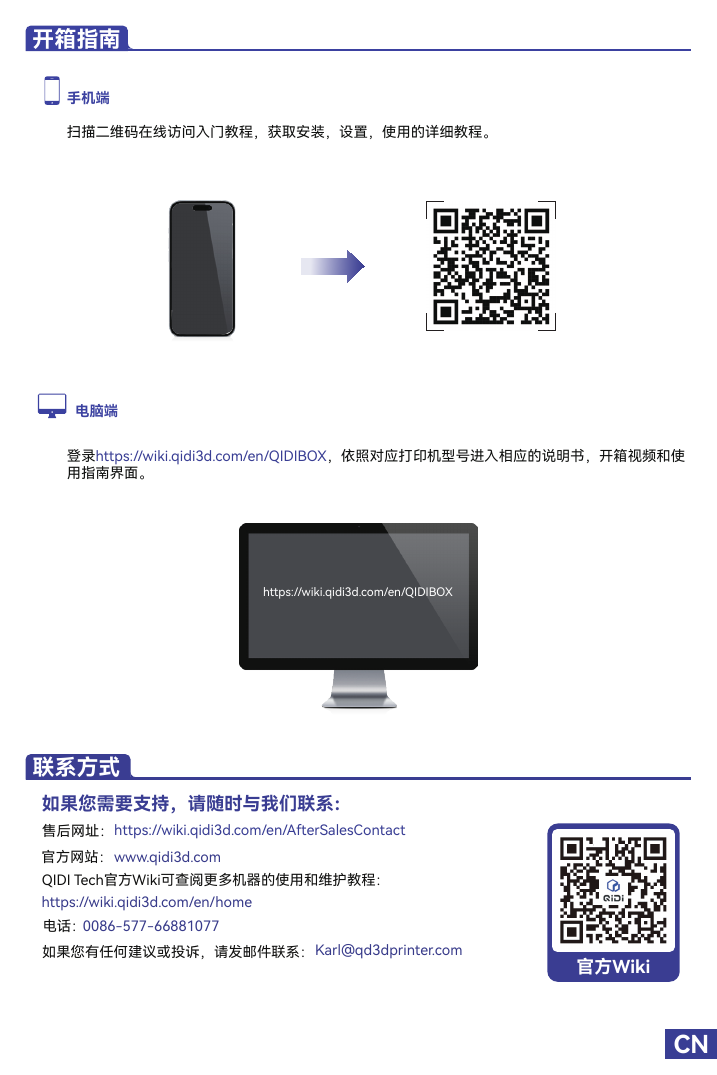 开箱指南
手机端
扫描二维码在线访问入门教程，获取安装，设置，使用的详细教程。
电脑端
登录https://wiki.qidi3d.com/en/QIDIBOX，依照对应打印机型号进入相应的说明书，开箱视频和使
用指南界面。
https://wiki.qidi3d.com/en/QIDIBOX
联系方式
如果您需要支持，请随时与我们联系：
售后网址：https://wiki.qidi3d.com/en/AfterSalesContact
官方网站：www.qidi3d.com
QIDI Tech官方Wiki可查阅更多机器的使用和维护教程：
https://wiki.qidi3d.com/en/home
电话：0086-577-66881077
如果您有任何建议或投诉，请发邮件联系：Karl@qd3dprinter.com
QIDI
官方Wiki
CN